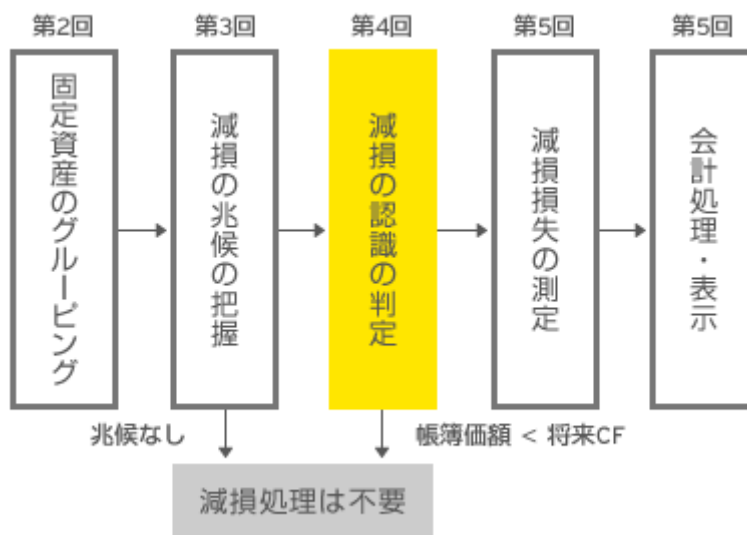 第2回
第3回
第4回
第5回
第5回
固定資産のグルーピング
減損の兆候の把握
減損の認識の判定
減損損失の測定
会計処理・表示
兆候なし
帳簿価額 < 将来CF
減損処理は不要